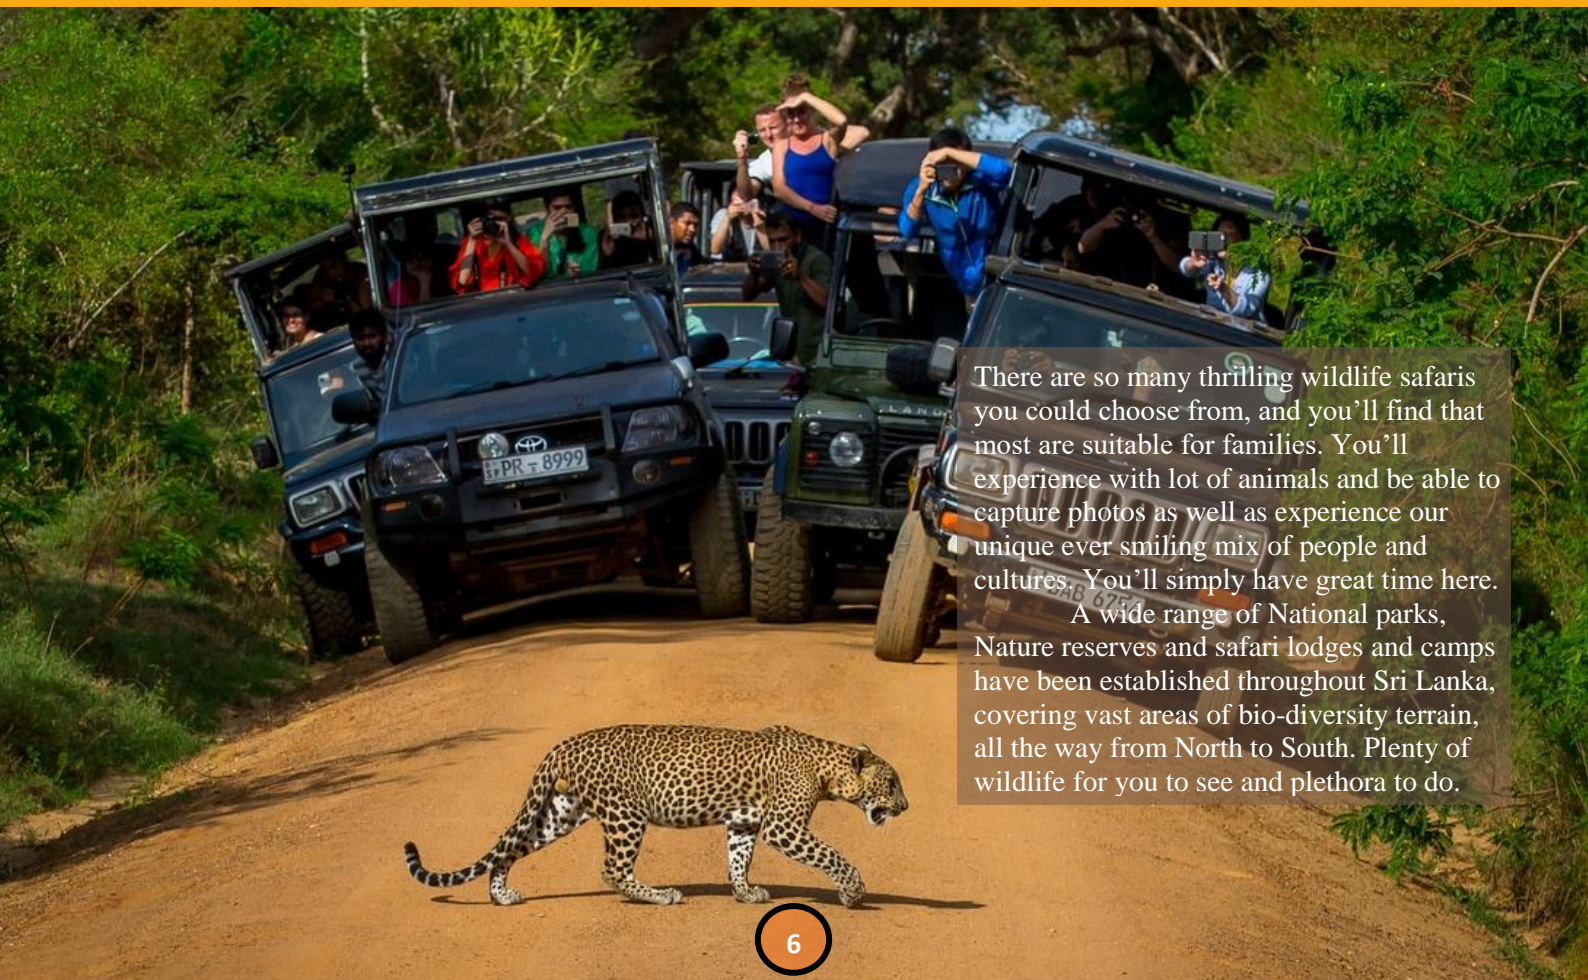 PR - 8999
SP
LAND
There are so many thrilling wildlife safaris
you could choose from, and you’ll find that
most are suitable for families. You’ll
experience with lot of animals and be able to
capture photos as well as experience our
unique ever smiling mix of people and
cultures. You’ll simply have great time here.
A wide range of National parks,
Nature reserves and safari lodges and camps
have been established throughout Sri Lanka,
covering vast areas of bio-diversity terrain,
all the way from North to South. Plenty of
wildlife for you to see and plethora to do.
6